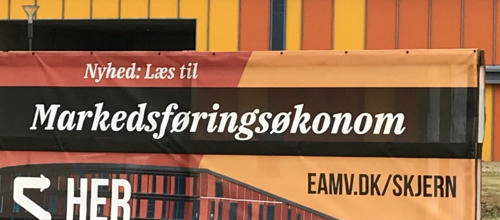 Nyhed: Læs til
Markedsføringsøkonom
EAMV.DK/SKJERN
HER